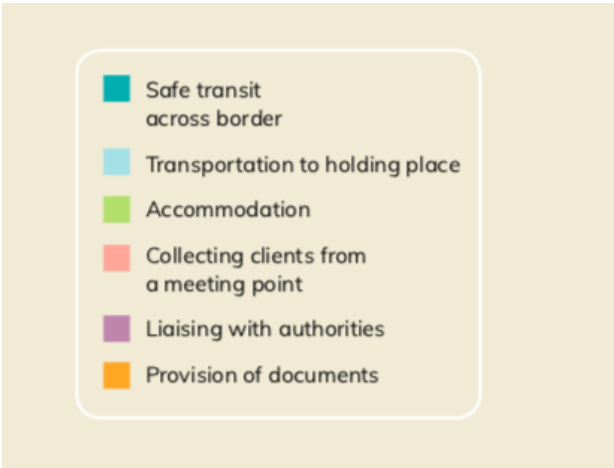 Safe transit
across border
Transportation to holding place
Accommodation
Collecting clients from
a meeting point
Liaising with authorities
Provision of documents